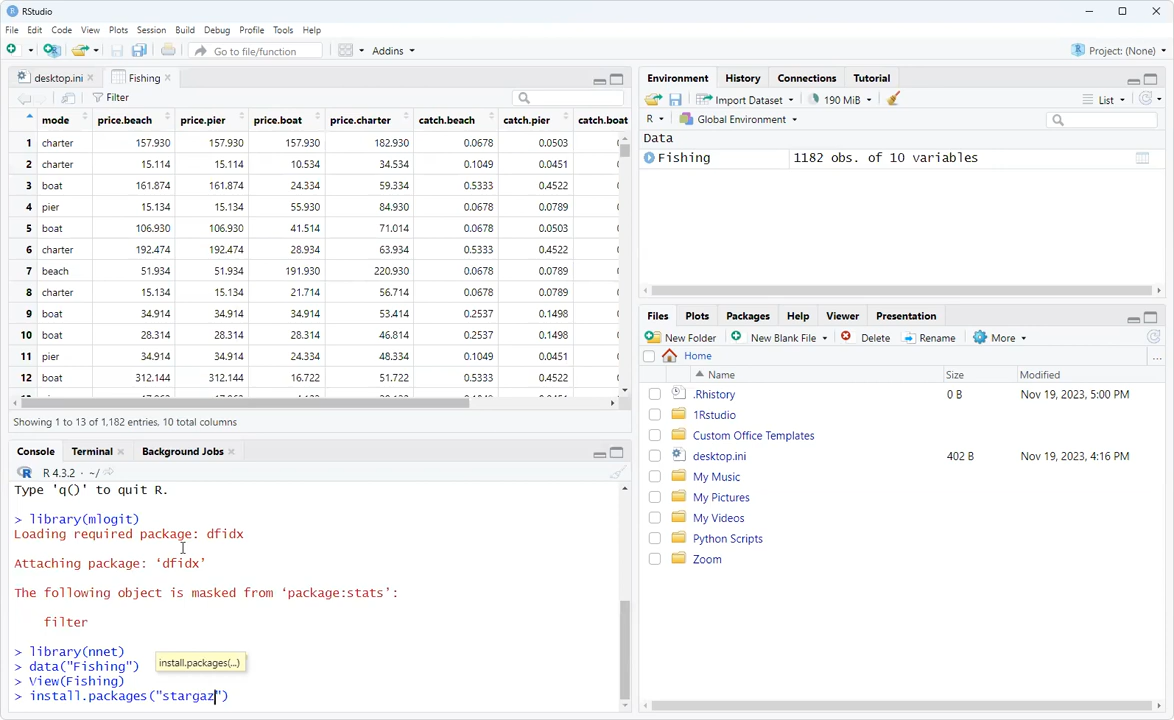 RStudio
File Edit Code View Plots Session Build Debug Profile Tools Help
Go to file/function Addins Project: (None)
desktop.ini Fishing
Filter
mode price.beach price.pier price.boat price.charter catch.beach catch.pier catch.boat
1 charter 157.930 157.930 157.930 182.930 0.0678 0.0503
2 charter 15.114 15.114 10.534 34.534 0.1049 0.0451
3 boat 161.874 161.874 24.334 59.334 0.5333 0.4522
4 pier 15.134 15.134 55.930 84.930 0.0678 0.0789
5 boat 106.930 106.930 41.514 71.014 0.0678 0.0503
6 charter 192.474 192.474 28.934 63.934 0.5333 0.4522
7 beach 51.934 51.934 191.930 220.930 0.0678 0.0789
8 charter 15.134 15.134 21.714 56.714 0.0678 0.0789
9 boat 34.914 34.914 34.914 53.414 0.2537 0.1498
10 boat 28.314 28.314 28.314 46.814 0.2537 0.1498
11 pier 34.914 34.914 24.334 48.334 0.1049 0.0451
12 boat 312.144 312.144 16.722 51.722 0.5333 0.4522
Showing 1 to 13 of 1,182 entries, 10 total columns
Console Terminal Background Jobs
R 4.3.2 · ~/
Type 'q()' to quit R.
> library(mlogit)
Loading required package: dfidx
Attaching package: ‘dfidx’
The following object is masked from ‘package:stats’:
filter
> library(nnet)
> data("Fishing")
install.packages(...)
> View(Fishing)
> install.packages("stargaz")
Environment History Connections Tutorial
Import Dataset 190 MiB List
R Global Environment
Data
Fishing 1182 obs. of 10 variables
Files Plots Packages Help Viewer Presentation
New Folder New Blank File Delete Rename More
Home ...
Name Size Modified
.Rhistory 0 B Nov 19, 2023, 5:00 PM
1Rstudio
Custom Office Templates
desktop.ini 402 B Nov 19, 2023, 4:16 PM
My Music
My Pictures
My Videos
Python Scripts
Zoom